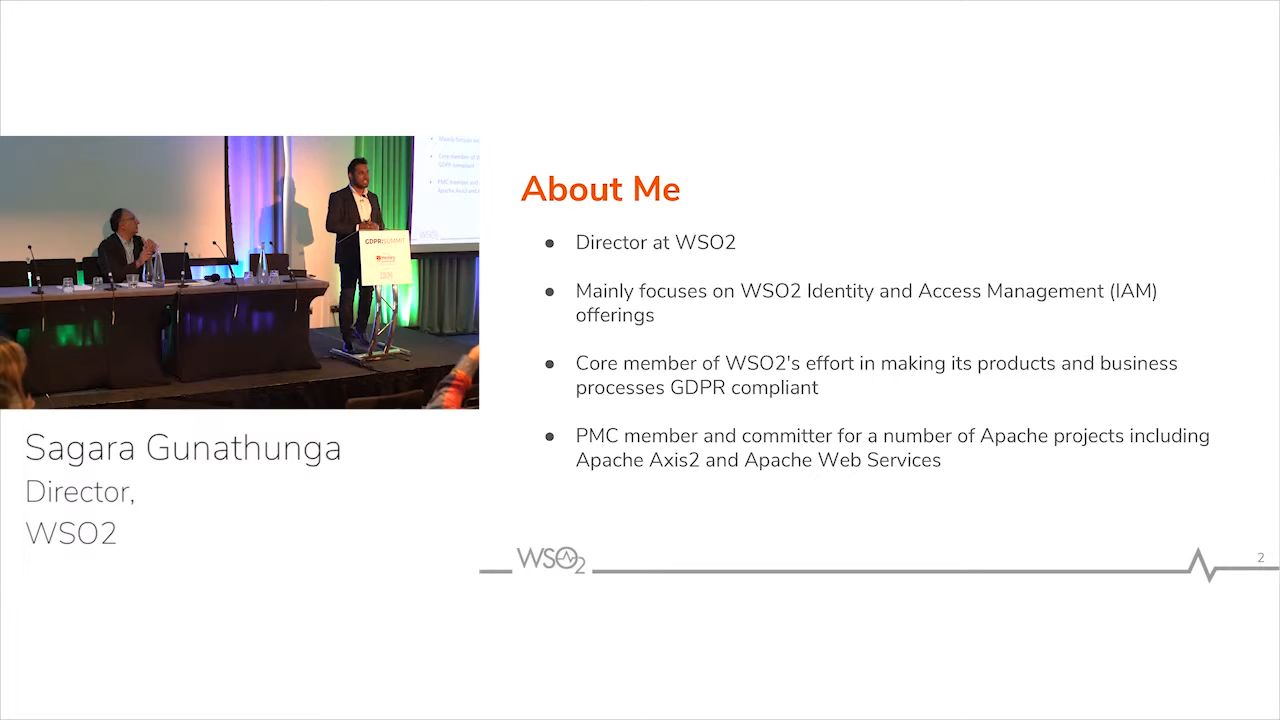 GDPR:SUMMIT
Sagara Gunathunga
Director,
WSO2
About Me
● Director at WSO2
● Mainly focuses on WSO2 Identity and Access Management (IAM)
offerings
● Core member of WSO2's effort in making its products and business
processes GDPR compliant
● PMC member and committer for a number of Apache projects including
Apache Axis2 and Apache Web Services
WSO2
2